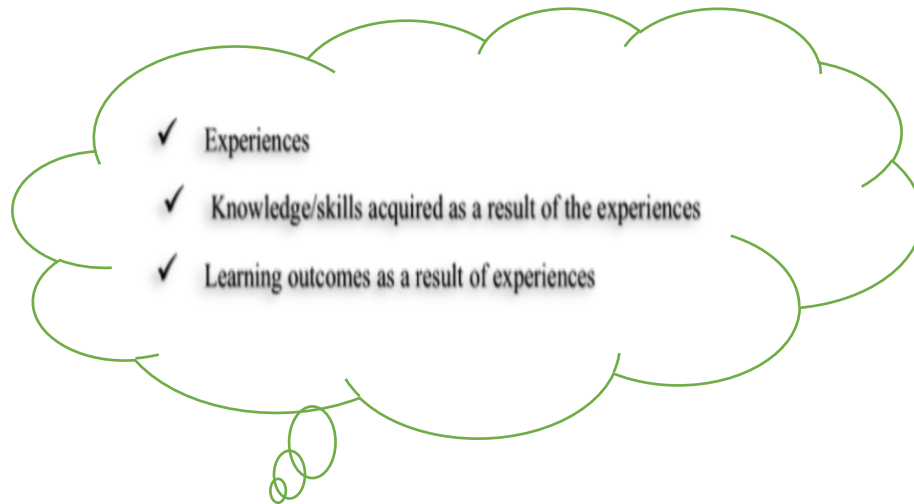 ✓ Experiences
✓ Knowledge/skills acquired as a result of the experiences
✓ Learning outcomes as a result of experiences